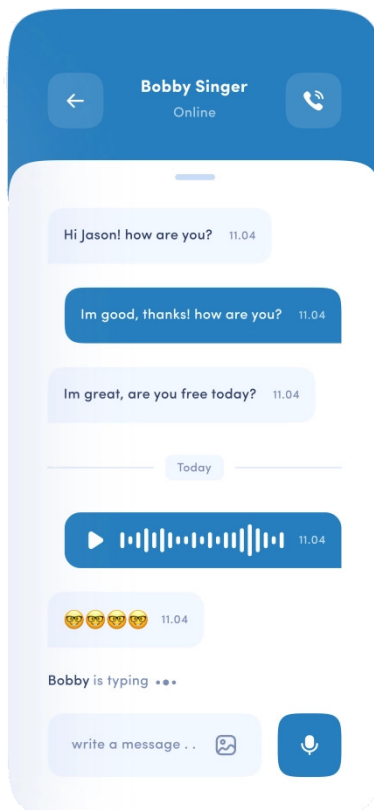 Bobby Singer
Online
Hi Jason! how are you? 11.04
Im good, thanks! how are you? 11.04
Im great, are you free today? 11.04
Today
11.04
🤓🤓🤓🤓 11.04
Bobby is typing
write a message . .